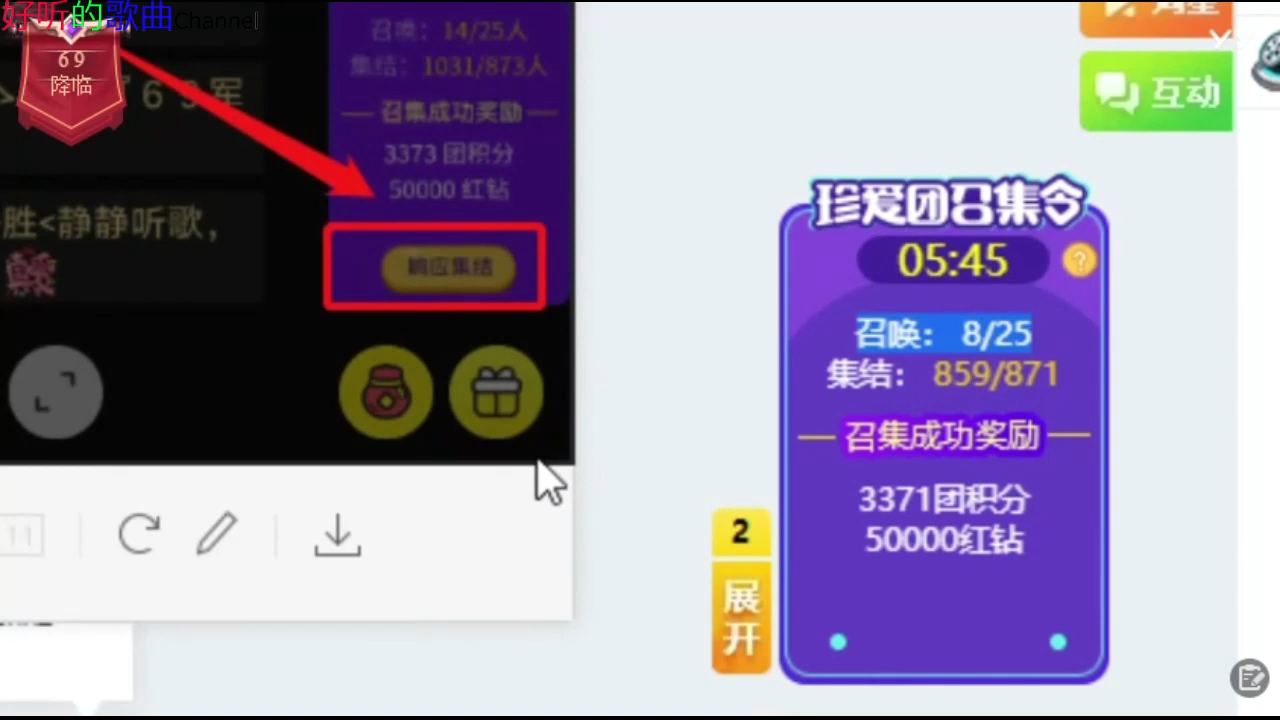 好听的歌曲Channel
69
降临
69军
胜<静静听歌，
召唤：14/25人
集结：1031/873人
召集成功奖励
3373 团积分
50000 红钻
响应集结
互动
珍爱团召集令
05:45
?
召唤： 8/25
集结： 859/871
召集成功奖励
3371团积分
50000红钻
2
展开